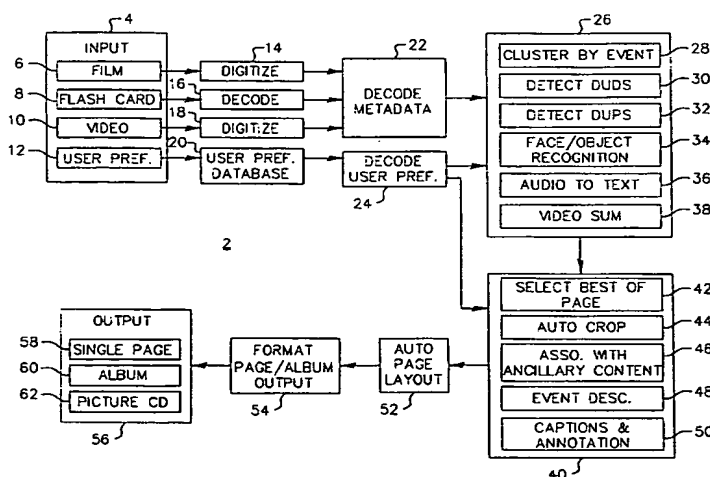 4
14
22
26
INPUT
6
FILM
DIGITIZE
DECODE METADATA
CLUSTER BY EVENT
28
8
FLASH CARD
16
DECODE
DETECT DUDS
30
10
VIDEO
18
DIGITIZE
DETECT DUPS
32
12
USER PREF.
20
USER PREF. DATABASE
DECODE USER PREF.
24
FACE/OBJECT RECOGNITION
34
AUDIO TO TEXT
36
VIDEO SUM
38
2
SELECT BEST OF PAGE
42
AUTO CROP
44
ASSO. WITH ANCILLARY CONTENT
46
EVENT DESC.
48
CAPTIONS & ANNOTATION
50
40
AUTO PAGE LAYOUT
52
FORMAT PAGE/ALBUM OUTPUT
54
OUTPUT
58
SINGLE PAGE
60
ALBUM
62
PICTURE CD
56